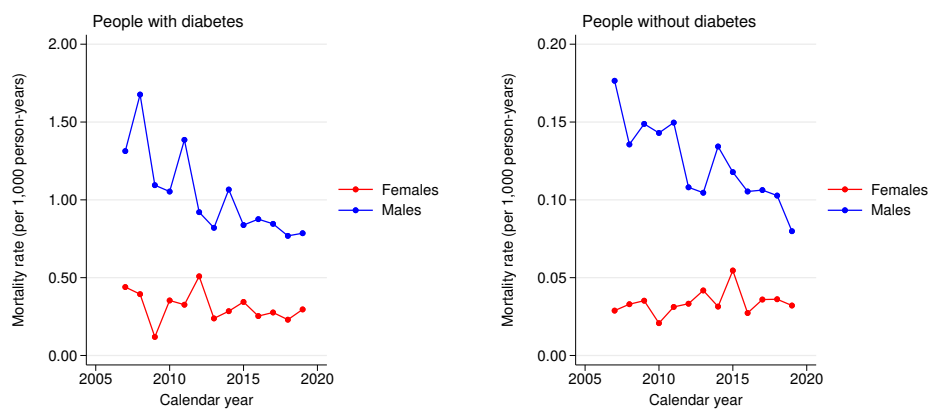 People with diabetes
Mortality rate (per 1,000 person-years)
2.00
1.50
1.00
0.50
0.00
2005 2010 2015 2020
Calendar year
Females
Males
People without diabetes
Mortality rate (per 1,000 person-years)
0.20
0.15
0.10
0.05
0.00
2005 2010 2015 2020
Calendar year
Females
Males